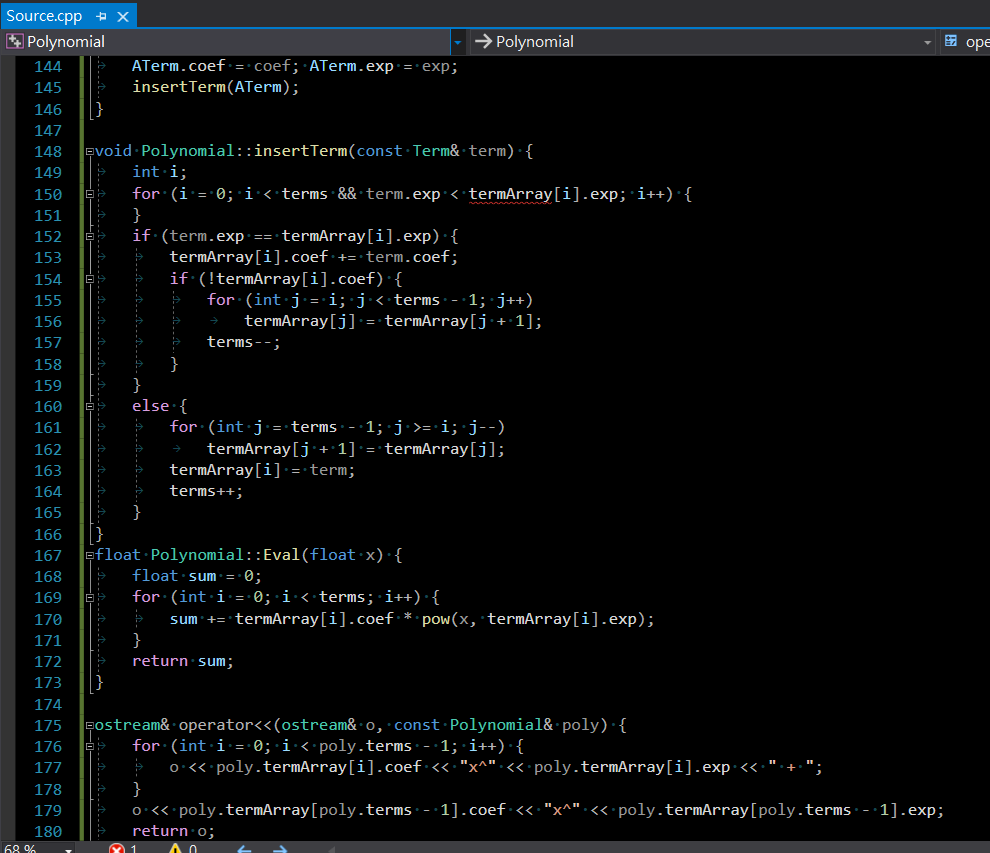 Source.cpp
Polynomial
Polynomial
ope
144 ATerm.coef = coef; ATerm.exp = exp;
145 insertTerm(ATerm);
146 }
147
148 void Polynomial::insertTerm(const Term& term) {
149 int i;
150 for (i = 0; i < terms && term.exp < termArray[i].exp; i++) {
151 }
152 if (term.exp == termArray[i].exp) {
153 termArray[i].coef += term.coef;
154 if (!termArray[i].coef) {
155 for (int j = i; j < terms - 1; j++)
156 termArray[j] = termArray[j + 1];
157 terms--;
158 }
159 }
160 else {
161 for (int j = terms - 1; j >= i; j--)
162 termArray[j + 1] = termArray[j];
163 termArray[i] = term;
164 terms++;
165 }
166 }
167 float Polynomial::Eval(float x) {
168 float sum = 0;
169 for (int i = 0; i < terms; i++) {
170 sum += termArray[i].coef * pow(x, termArray[i].exp);
171 }
172 return sum;
173 }
174
175 ostream& operator<<(ostream& o, const Polynomial& poly) {
176 for (int i = 0; i < poly.terms - 1; i++) {
177 o << poly.termArray[i].coef << "x^" << poly.termArray[i].exp << " + ";
178 }
179 o << poly.termArray[poly.terms - 1].coef << "x^" << poly.termArray[poly.terms - 1].exp;
180 return o;
68 % 1 0